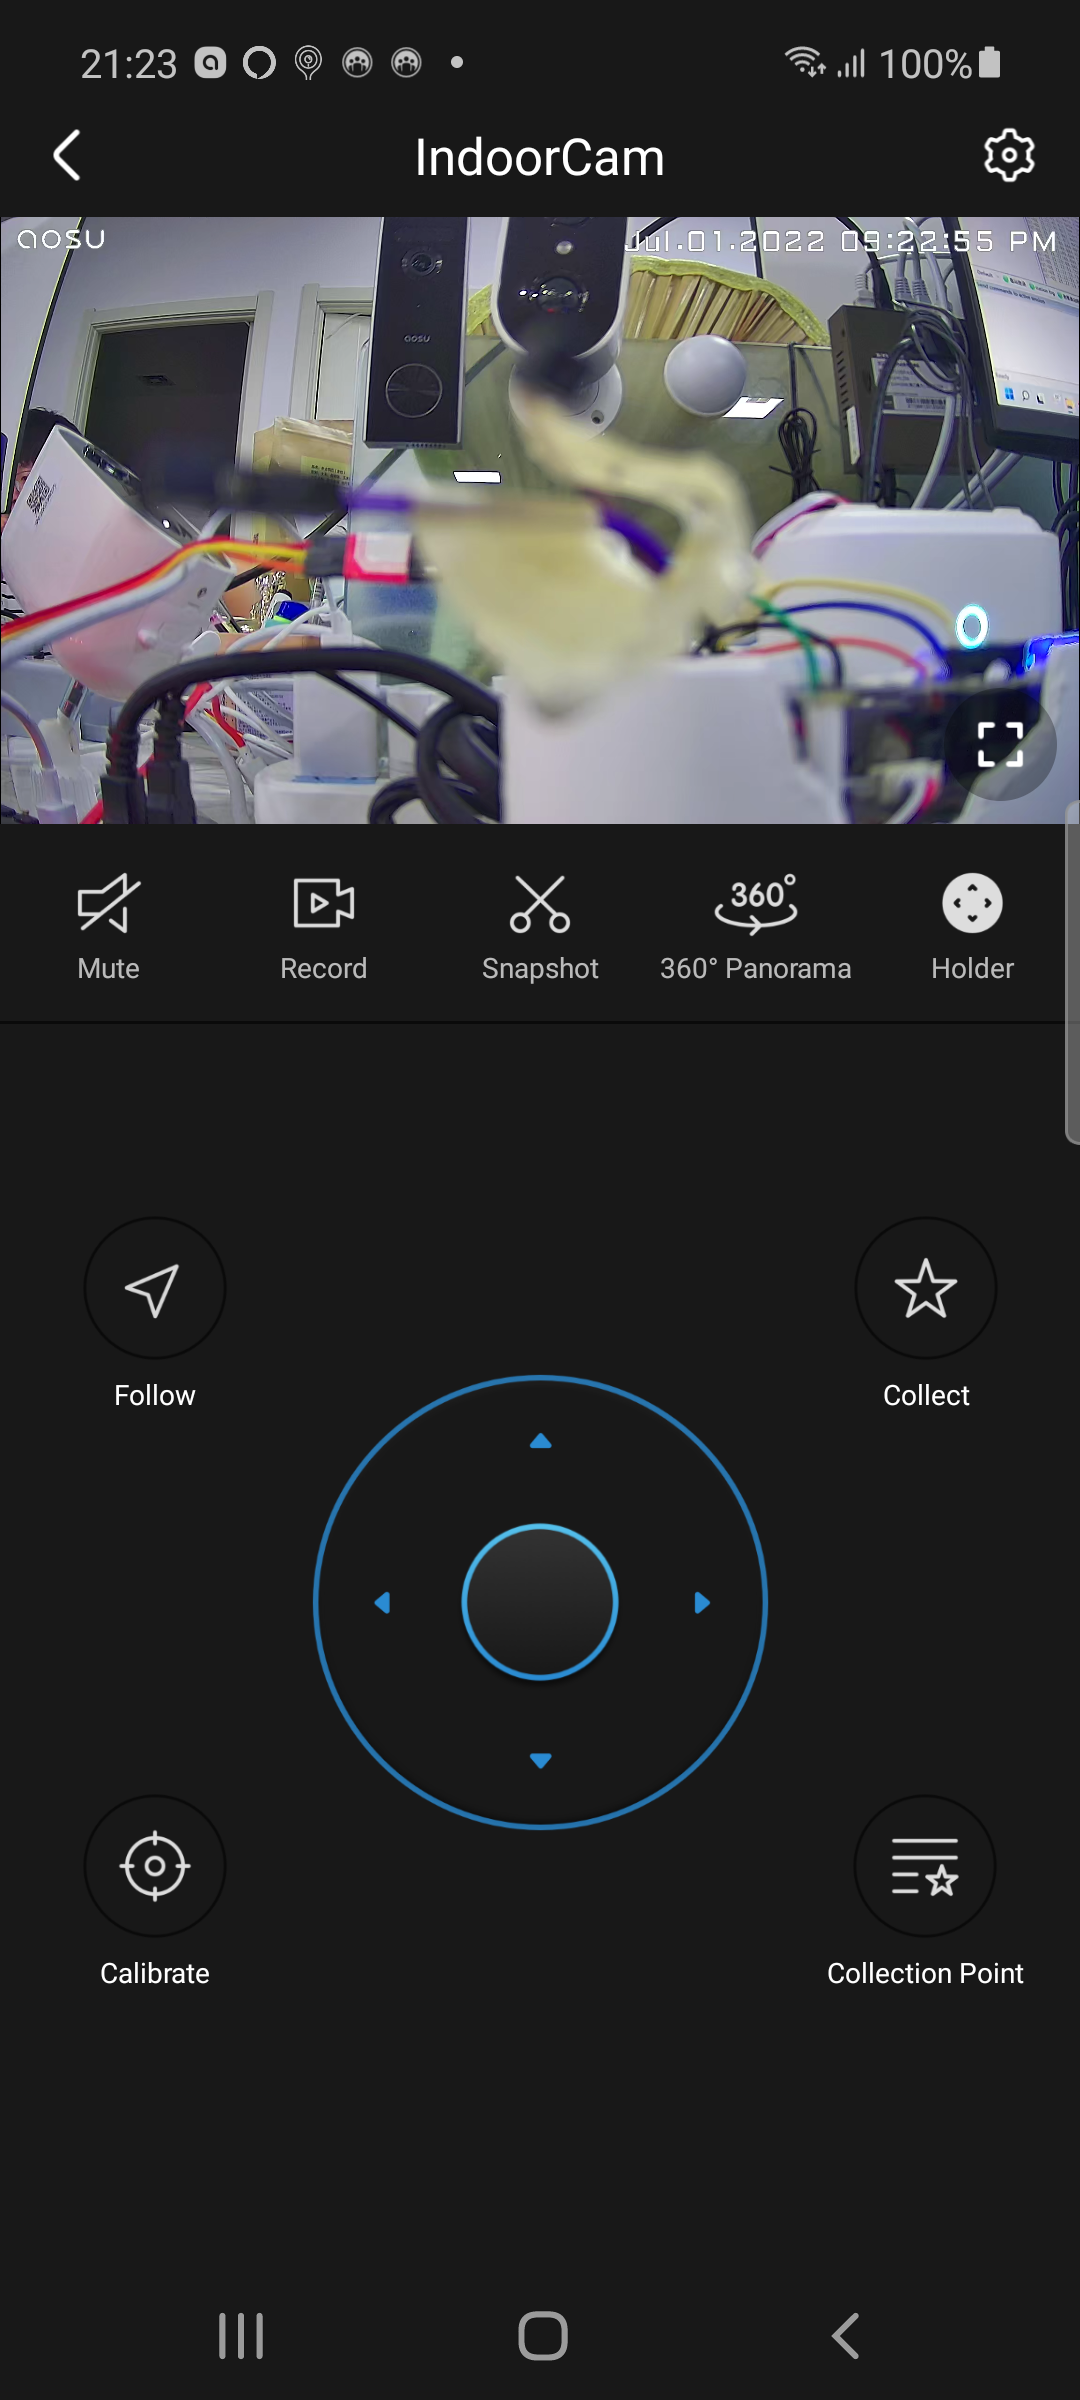 21:23
100%
IndoorCam
aosu
Jul.01.2022 09:22:55 PM
aosu
Mute
Record
Snapshot
360°
360° Panorama
Holder
Follow
Collect
Calibrate
Collection Point